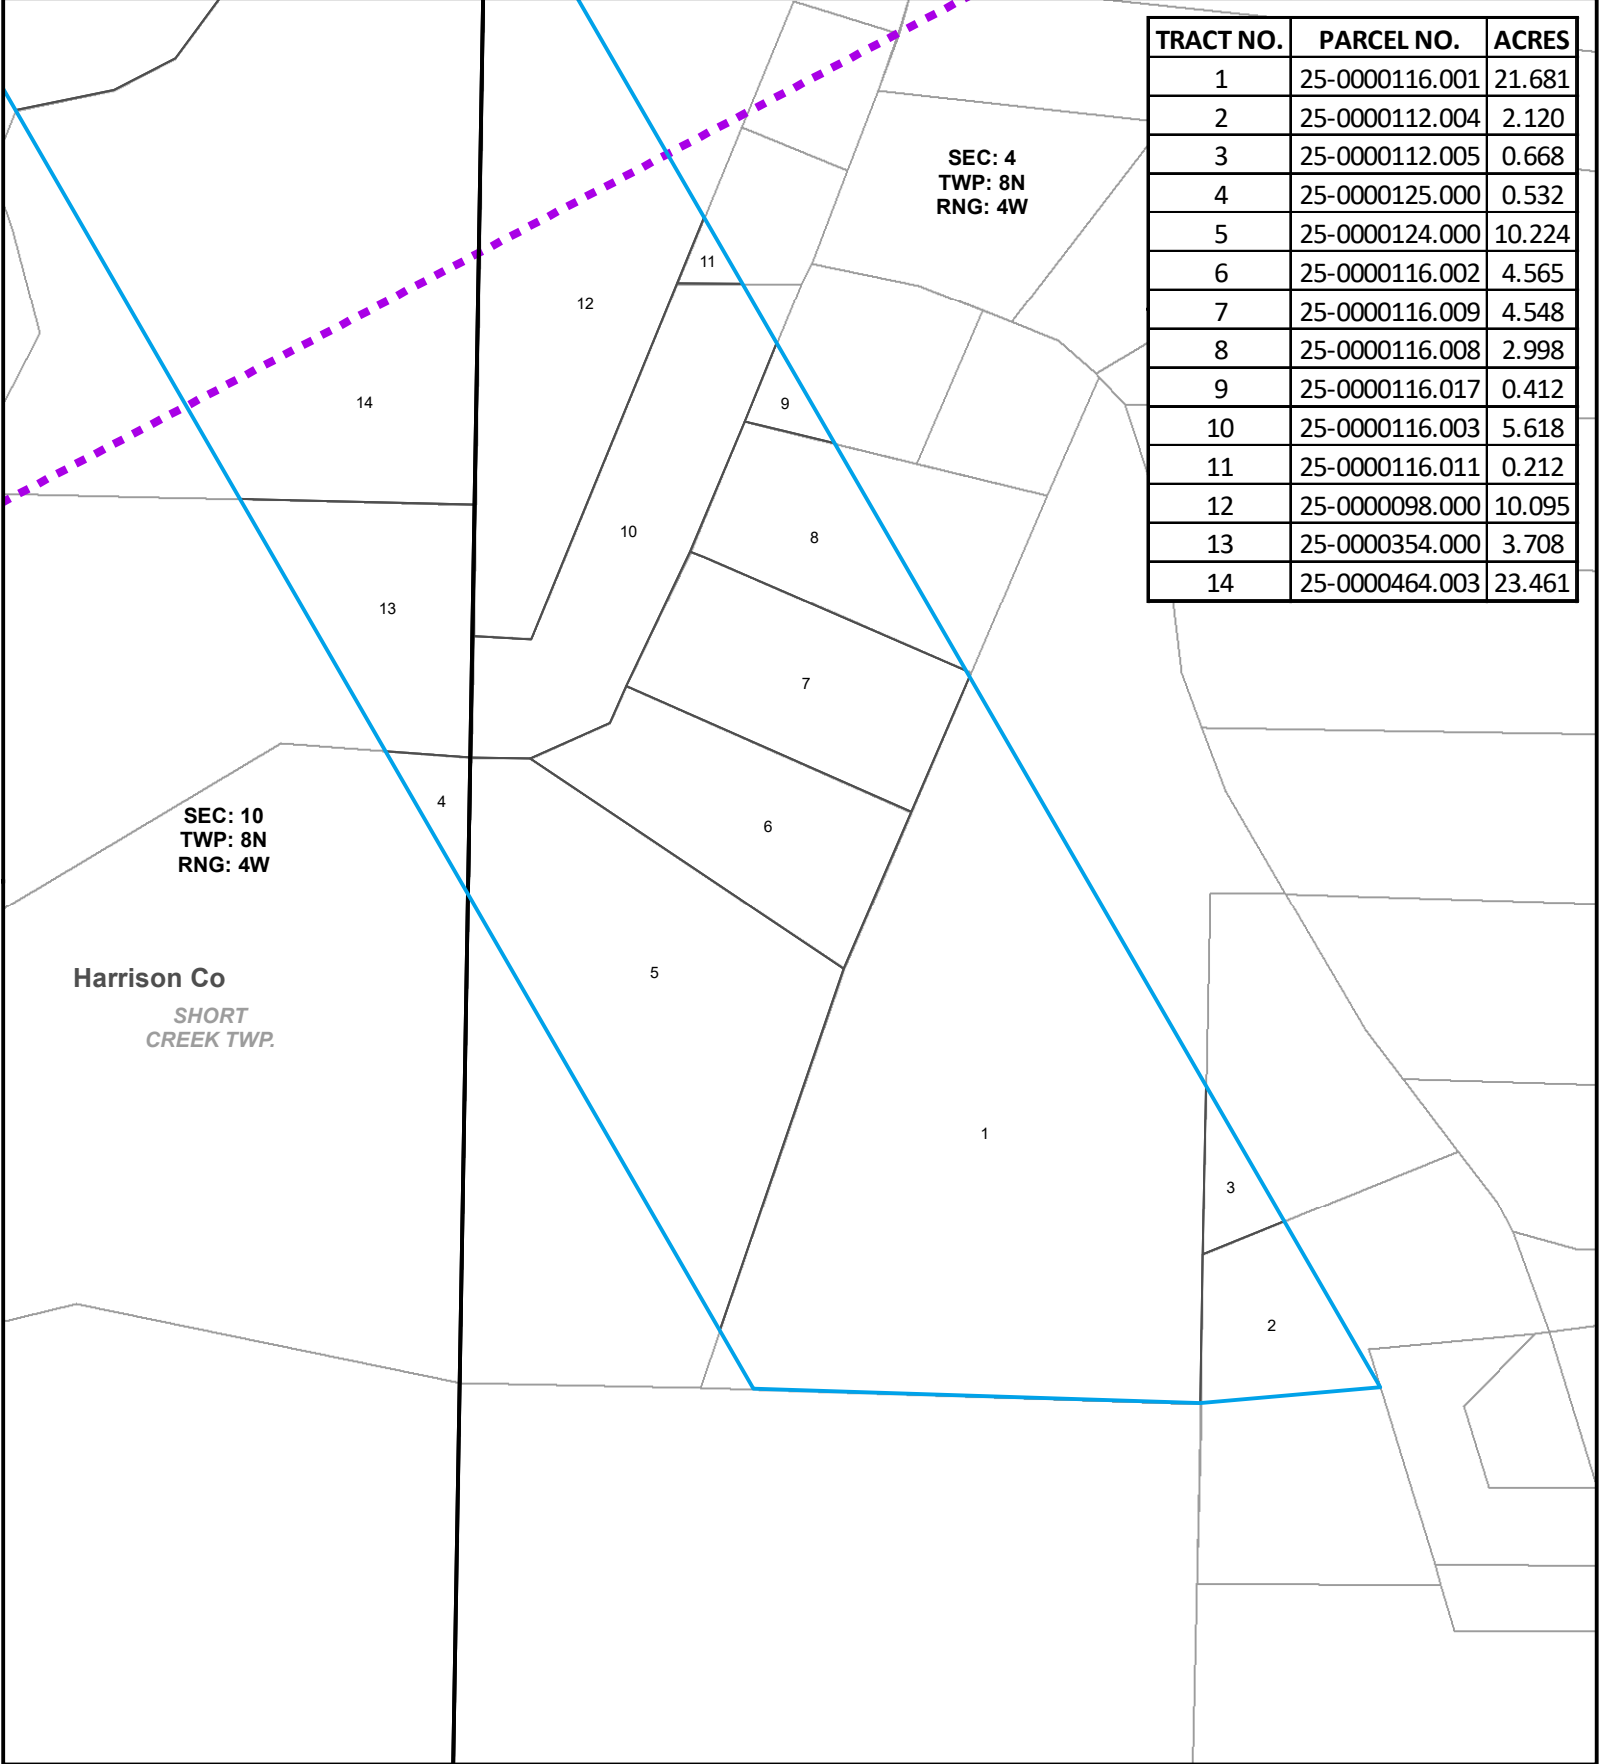 TRACT NO. PARCEL NO. ACRES
1 25-0000116.001 21.681
2 25-0000112.004 2.120
3 25-0000112.005 0.668
4 25-0000125.000 0.532
5 25-0000124.000 10.224
6 25-0000116.002 4.565
7 25-0000116.009 4.548
8 25-0000116.008 2.998
9 25-0000116.017 0.412
10 25-0000116.003 5.618
11 25-0000116.011 0.212
12 25-0000098.000 10.095
13 25-0000354.000 3.708
14 25-0000464.003 23.461
SEC: 4
TWP: 8N
RNG: 4W
11
12
14
9
10
8
13
7
4
6
SEC: 10
TWP: 8N
RNG: 4W
5
Harrison Co
SHORT
CREEK TWP.
1
3
2